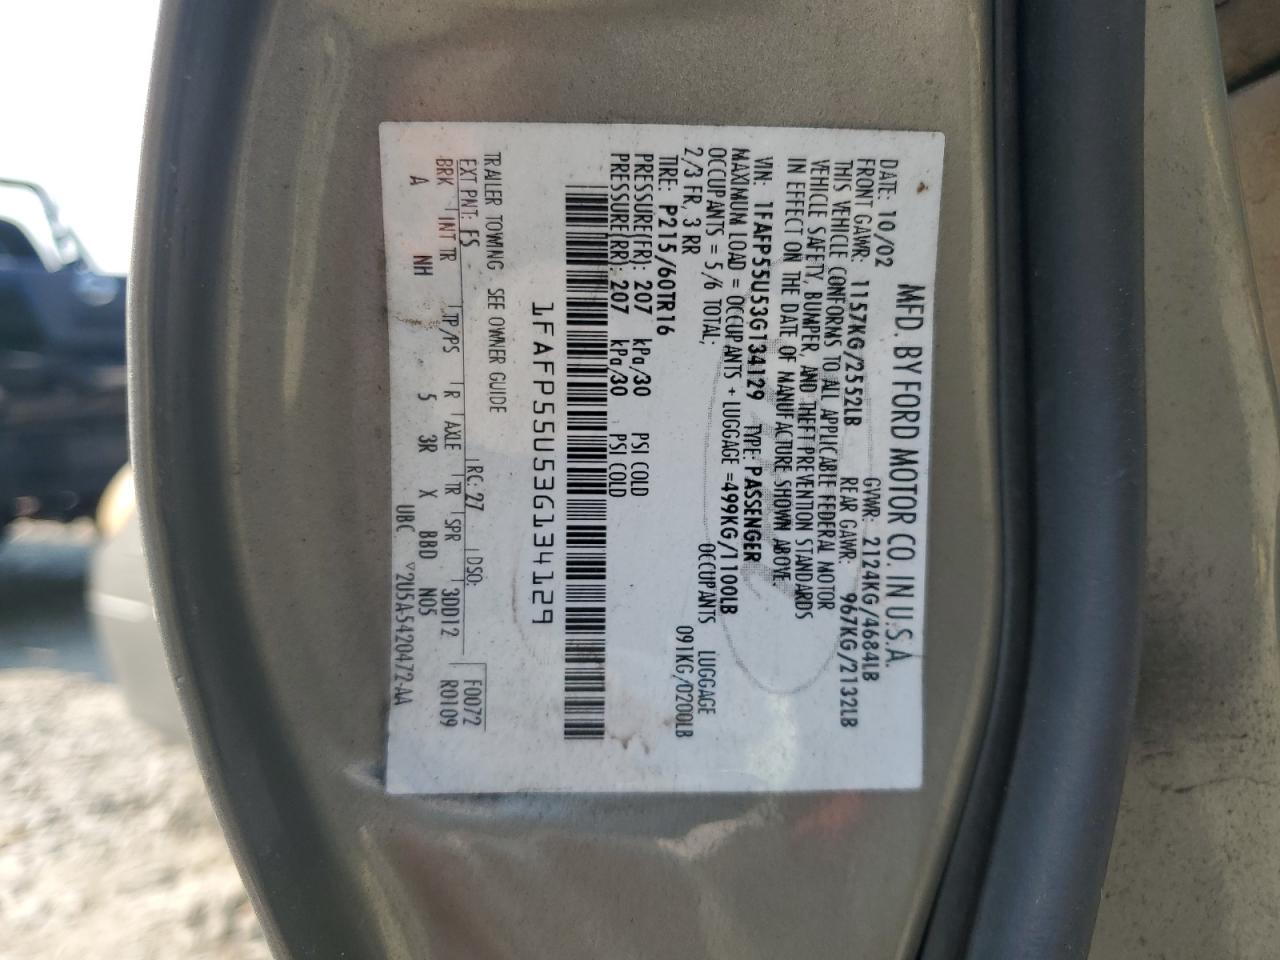 MFD. BY FORD MOTOR CO. IN U.S.A.
DATE: 10/02 GVWR: 2124KG/4684LB
FRONT GAWR: 1157KG/2552LB REAR GAWR: 967KG/2132LB
THIS VEHICLE CONFORMS TO ALL APPLICABLE FEDERAL MOTOR
VEHICLE SAFETY, BUMPER, AND THEFT PREVENTION STANDARDS
IN EFFECT ON THE DATE OF MANUFACTURE SHOWN ABOVE.
VIN: 1FAFP55U53G134129 TYPE: PASSENGER
MAXIMUM LOAD = OCCUPANTS + LUGGAGE = 499KG/1100LB
OCCUPANTS = 5/6 TOTAL; OCCUPANTS LUGGAGE
2/3 FR, 3 RR 091KG/0200LB
TIRE: P215/60TR16
PRESSURE(FR): 207 kPa/30 PSI COLD
PRESSURE(RR): 207 kPa/30 PSI COLD
1FAFP55U53G134129
TRAILER TOWING - SEE OWNER GUIDE
EXT PNT: FS RC: 27 DSO: F0072
BRK INT TR TP/PS R AXLE TR SPR 3DD12 R0109
A NH 5 3R X BBD N05
UBC ▽2U5A-5420472-AA